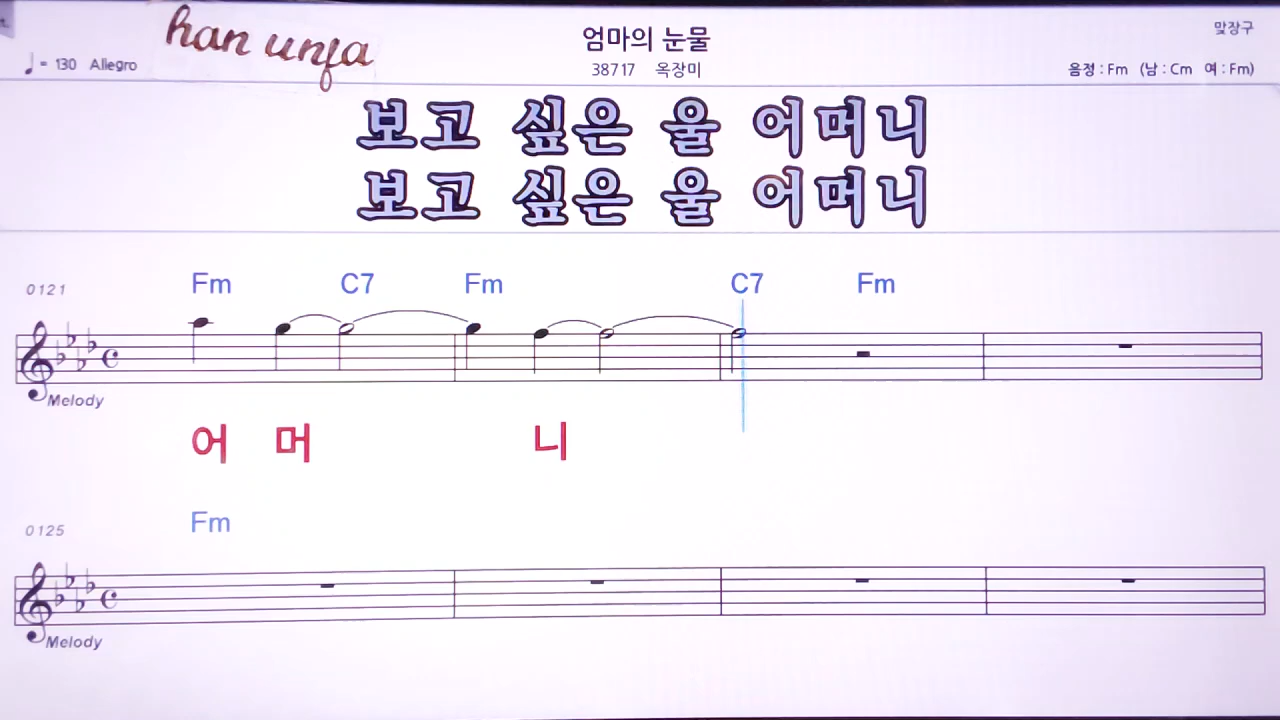 han unfa
엄마의 눈물
맞장구
♩ = 130 Allegro
38717 옥장미
음정 : Fm (남 : Cm 여 : Fm)
보고 싶은 울 어머니
보고 싶은 울 어머니
0121
Fm C7 Fm C7 Fm
Melody
어 머 니
0125
Fm
Melody